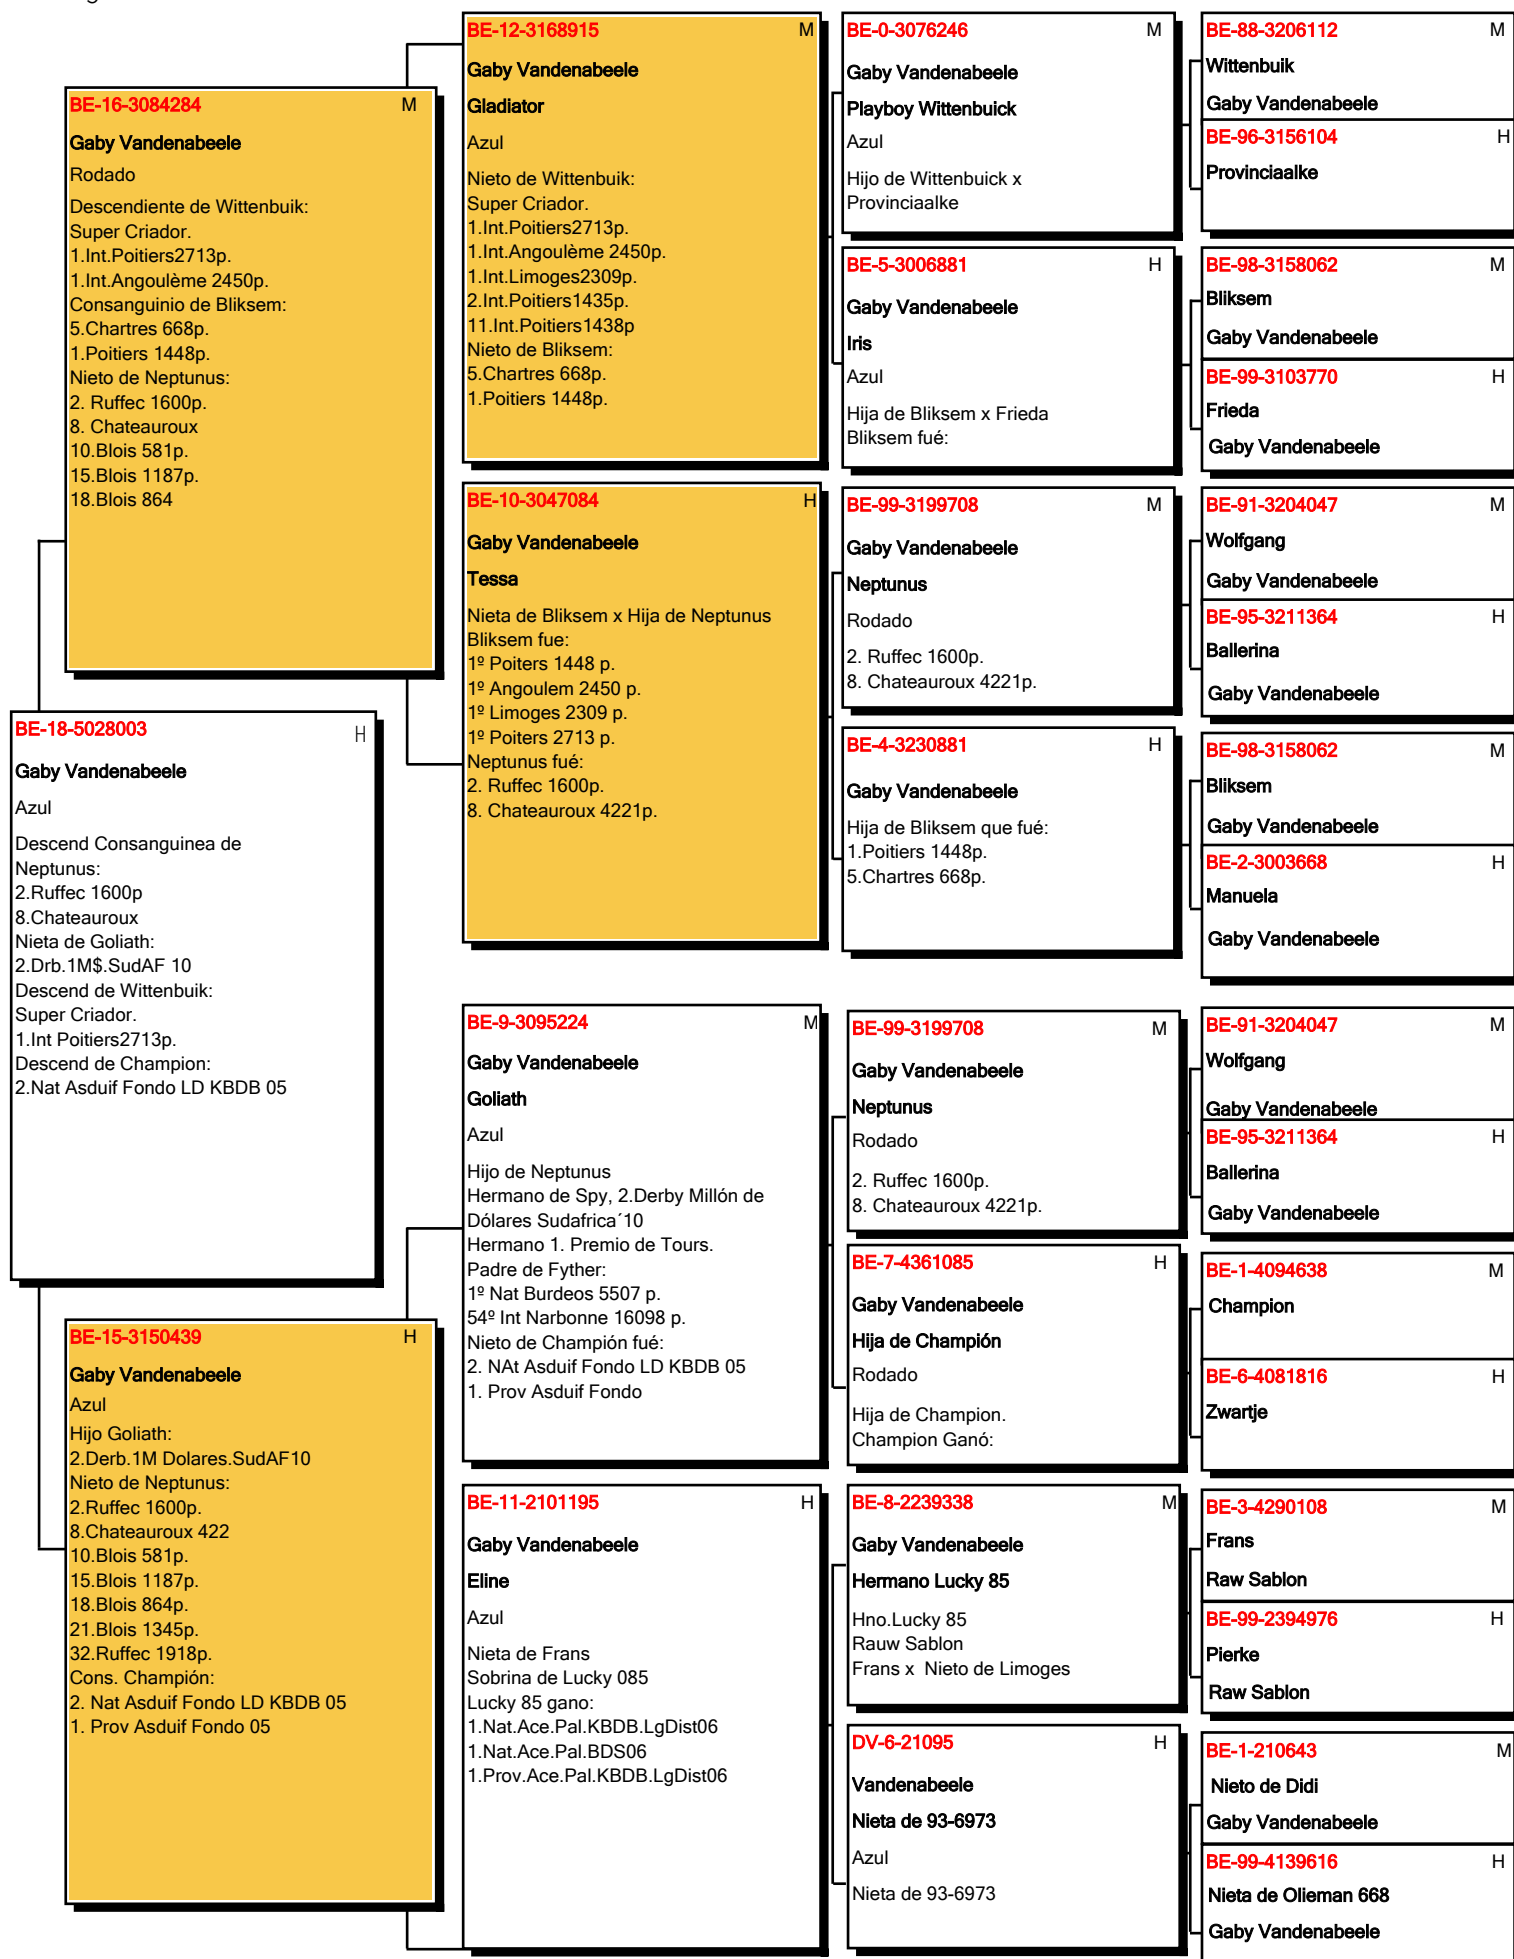 BE-18-5028003 H
Gaby Vandenabeele
Azul
Descend Consanguinea de
Neptunus:
2.Ruffec 1600p
8.Chateauroux
Nieta de Goliath:
2.Drb.1M$.SudAF 10
Descend de Wittenbuik:
Super Criador.
1.Int Poitiers2713p.
Descend de Champion:
2.Nat Asduif Fondo LD KBDB 05
BE-16-3084284 M
Gaby Vandenabeele
Rodado
Descendiente de Wittenbuik:
Super Criador.
1.Int.Poitiers2713p.
1.Int.Angoulème 2450p.
Consanguinio de Bliksem:
5.Chartres 668p.
1.Poitiers 1448p.
Nieto de Neptunus:
2. Ruffec 1600p.
8. Chateauroux
10.Blois 581p.
15.Blois 1187p.
18.Blois 864
BE-15-3150439 H
Gaby Vandenabeele
Azul
Hijo Goliath:
2.Derb.1M Dolares.SudAF10
Nieto de Neptunus:
2.Ruffec 1600p.
8.Chateauroux 422
10.Blois 581p.
15.Blois 1187p.
18.Blois 864p.
21.Blois 1345p.
32.Ruffec 1918p.
Cons. Champión:
2. Nat Asduif Fondo LD KBDB 05
1. Prov Asduif Fondo 05
BE-12-3168915 M
Gaby Vandenabeele
Gladiator
Azul
Nieto de Wittenbuik:
Super Criador.
1.Int.Poitiers2713p.
1.Int.Angoulème 2450p.
1.Int.Limoges2309p.
2.Int.Poitiers1435p.
11.Int.Poitiers1438p
Nieto de Bliksem:
5.Chartres 668p.
1.Poitiers 1448p.
BE-10-3047084 H
Gaby Vandenabeele
Tessa
Nieta de Bliksem x Hija de Neptunus
Bliksem fue:
1º Poiters 1448 p.
1º Angoulem 2450 p.
1º Limoges 2309 p.
1º Poiters 2713 p.
Neptunus fué:
2. Ruffec 1600p.
8. Chateauroux 4221p.
BE-9-3095224 M
Gaby Vandenabeele
Goliath
Azul
Hijo de Neptunus
Hermano de Spy, 2.Derby Millón de
Dólares Sudafrica´10
Hermano 1. Premio de Tours.
Padre de Fyther:
1º Nat Burdeos 5507 p.
54º Int Narbonne 16098 p.
Nieto de Champión fué:
2. NAt Asduif Fondo LD KBDB 05
1. Prov Asduif Fondo
BE-11-2101195 H
Gaby Vandenabeele
Eline
Azul
Nieta de Frans
Sobrina de Lucky 085
Lucky 85 gano:
1.Nat.Ace.Pal.KBDB.LgDist06
1.Nat.Ace.Pal.BDS06
1.Prov.Ace.Pal.KBDB.LgDist06
BE-0-3076246 M
Gaby Vandenabeele
Playboy Wittenbuick
Azul
Hijo de Wittenbuick x
Provinciaalke
BE-5-3006881 H
Gaby Vandenabeele
Iris
Azul
Hija de Bliksem x Frieda
Bliksem fué:
BE-99-3199708 M
Gaby Vandenabeele
Neptunus
Rodado
2. Ruffec 1600p.
8. Chateauroux 4221p.
BE-4-3230881 H
Gaby Vandenabeele
Hija de Bliksem que fué:
1.Poitiers 1448p.
5.Chartres 668p.
BE-99-3199708 M
Gaby Vandenabeele
Neptunus
Rodado
2. Ruffec 1600p.
8. Chateauroux 4221p.
BE-7-4361085 H
Gaby Vandenabeele
Hija de Champión
Rodado
Hija de Champion.
Champion Ganó:
BE-8-2239338 M
Gaby Vandenabeele
Hermano Lucky 85
Hno.Lucky 85
Rauw Sablon
Frans x  Nieto de Limoges
DV-6-21095 H
Vandenabeele
Nieta de 93-6973
Azul
Nieta de 93-6973
BE-88-3206112 M
Wittenbuik
Gaby Vandenabeele
BE-96-3156104 H
Provinciaalke
BE-98-3158062 M
Bliksem
Gaby Vandenabeele
BE-99-3103770 H
Frieda
Gaby Vandenabeele
BE-91-3204047 M
Wolfgang
Gaby Vandenabeele
BE-95-3211364 H
Ballerina
Gaby Vandenabeele
BE-98-3158062 M
Bliksem
Gaby Vandenabeele
BE-2-3003668 H
Manuela
Gaby Vandenabeele
BE-91-3204047 M
Wolfgang
Gaby Vandenabeele
BE-95-3211364 H
Ballerina
Gaby Vandenabeele
BE-1-4094638 M
Champion
BE-6-4081816 H
Zwartje
BE-3-4290108 M
Frans
Raw Sablon
BE-99-2394976 H
Pierke
Raw Sablon
BE-1-210643 M
Nieto de Didi
Gaby Vandenabeele
BE-99-4139616 H
Nieta de Olieman 668
Gaby Vandenabeele